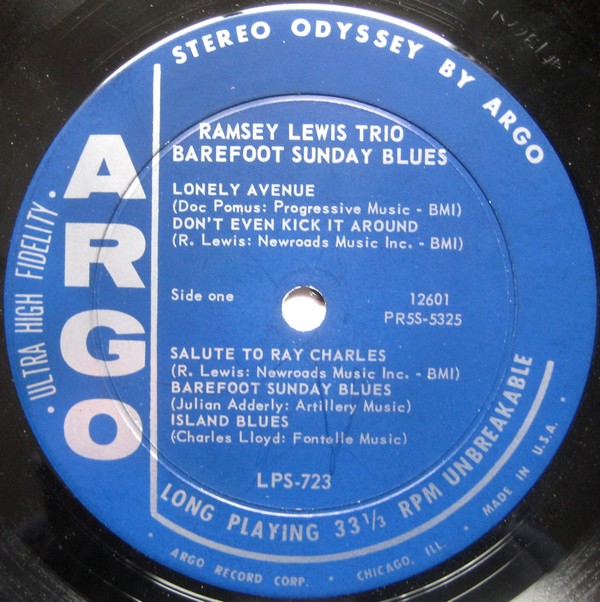 STEREO ODYSSEY BY ARGO
ARGO
• ULTRA HIGH FIDELITY •
RAMSEY LEWIS TRIO
BAREFOOT SUNDAY BLUES
LONELY AVENUE
(Doc Pomus: Progressive Music - BMI)
DON'T EVEN KICK IT AROUND
(R. Lewis: Newroads Music Inc. - BMI)
Side one
12601
PR5S-5325
SALUTE TO RAY CHARLES
(R. Lewis: Newroads Music Inc. - BMI)
BAREFOOT SUNDAY BLUES
(Julian Adderly: Artillery Music)
ISLAND BLUES
(Charles Lloyd: Fontelle Music)
LPS-723
LONG PLAYING 33 1/3 RPM UNBREAKABLE
• ARGO RECORD CORP. • CHICAGO, ILL. • MADE IN U.S.A. •